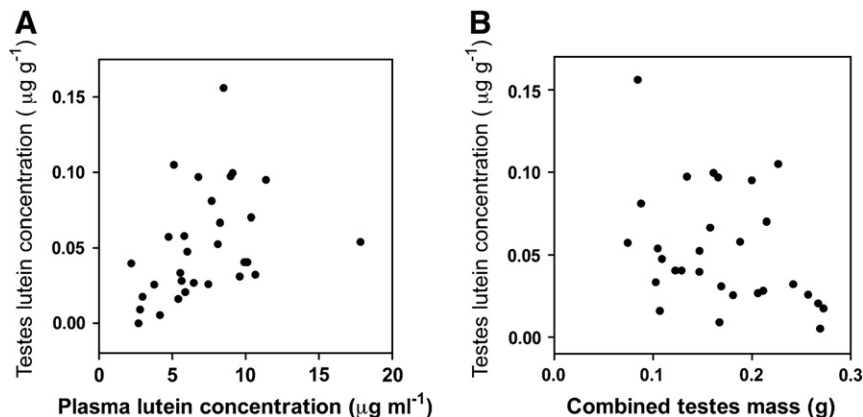 A
Testes lutein concentration ( μg g⁻¹)
0.15
0.10
0.05
0.00
0 5 10 15 20
Plasma lutein concentration (μg ml⁻¹)
B
Testes lutein concentration ( μg g⁻¹)
0.15
0.10
0.05
0.00
0.0 0.1 0.2 0.3
Combined testes mass (g)